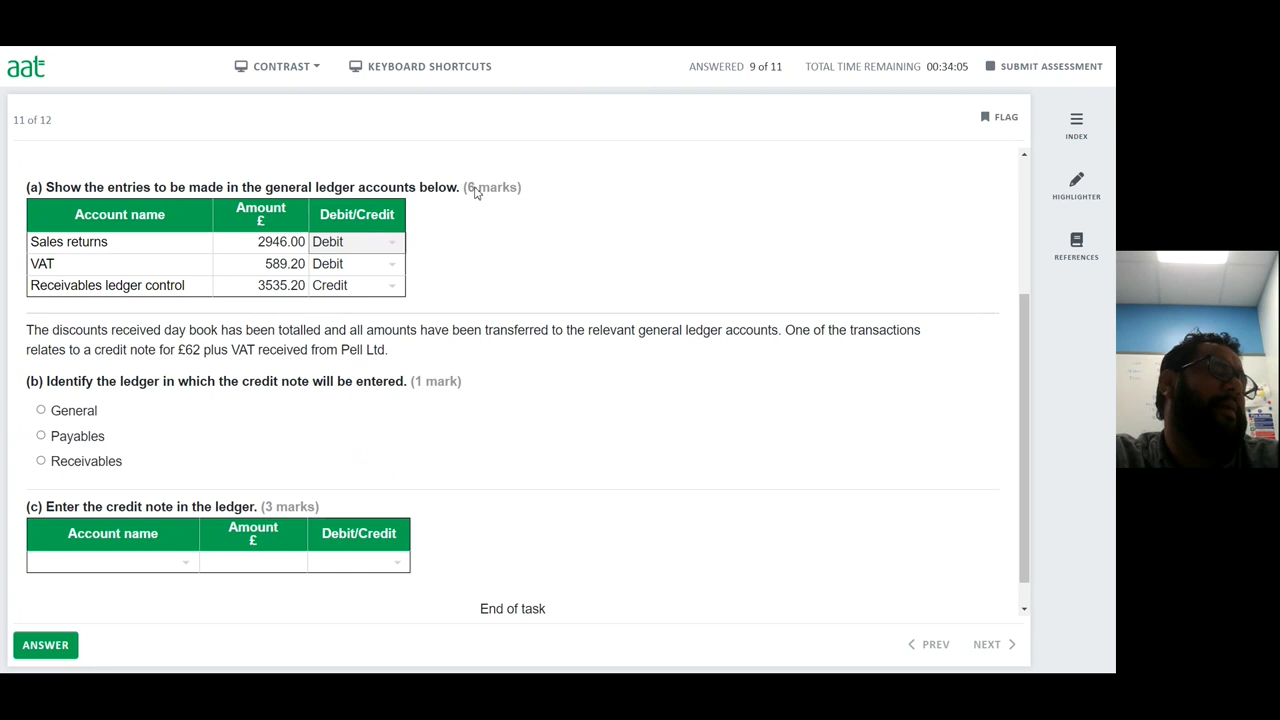 aat
CONTRAST
KEYBOARD SHORTCUTS
ANSWERED 9 of 11
TOTAL TIME REMAINING 00:34:05
SUBMIT ASSESSMENT
11 of 12
FLAG
INDEX
HIGHLIGHTER
REFERENCES
(a) Show the entries to be made in the general ledger accounts below. (6 marks)
Account name Amount £ Debit/Credit
Sales returns 2946.00 Debit
VAT 589.20 Debit
Receivables ledger control 3535.20 Credit
The discounts received day book has been totalled and all amounts have been transferred to the relevant general ledger accounts. One of the transactions
relates to a credit note for £62 plus VAT received from Pell Ltd.
(b) Identify the ledger in which the credit note will be entered. (1 mark)
General
Payables
Receivables
(c) Enter the credit note in the ledger. (3 marks)
Account name Amount £ Debit/Credit
End of task
ANSWER
PREV
NEXT